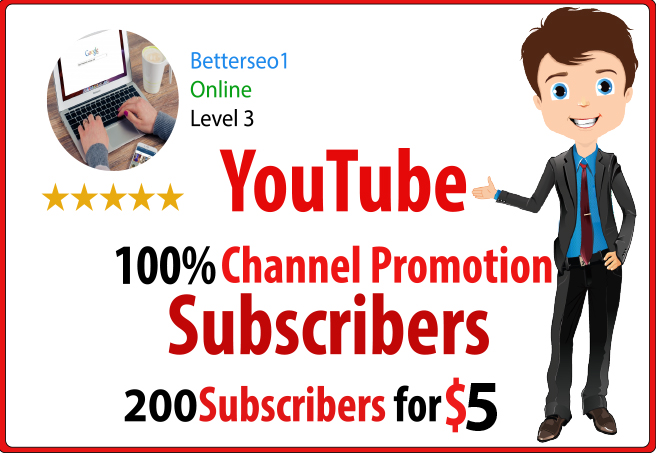 Betterseo1
Online
Level 3
YouTube
100% Channel Promotion
Subscribers
200Subscribers for $5